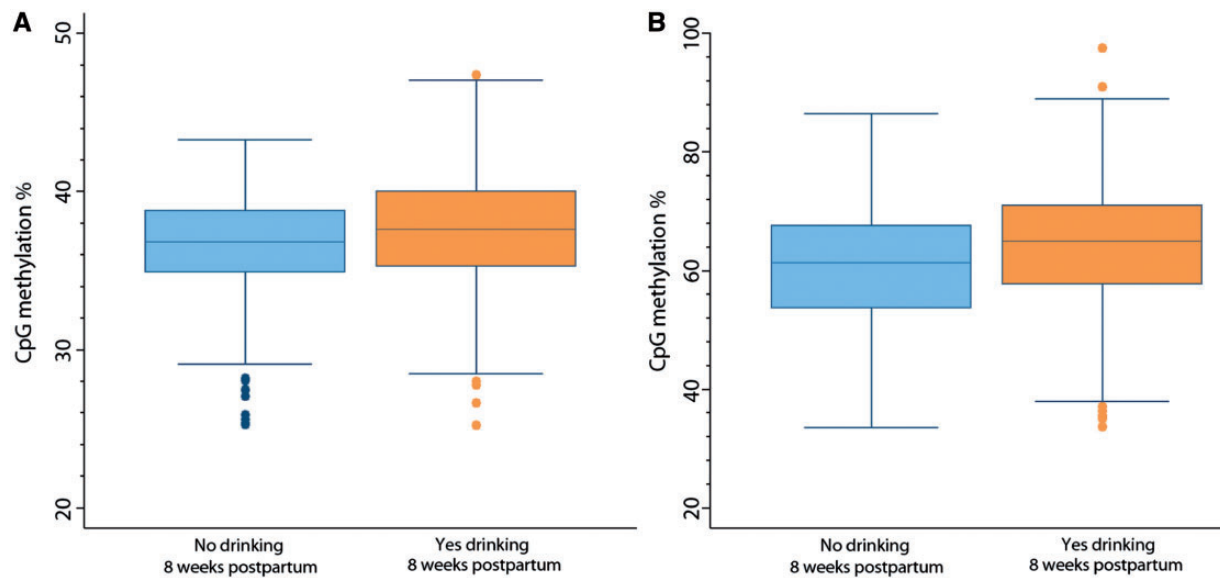 A
50
40
30
20
CpG methylation %
No drinking
8 weeks postpartum
Yes drinking
8 weeks postpartum
B
100
80
60
40
20
CpG methylation %
No drinking
8 weeks postpartum
Yes drinking
8 weeks postpartum